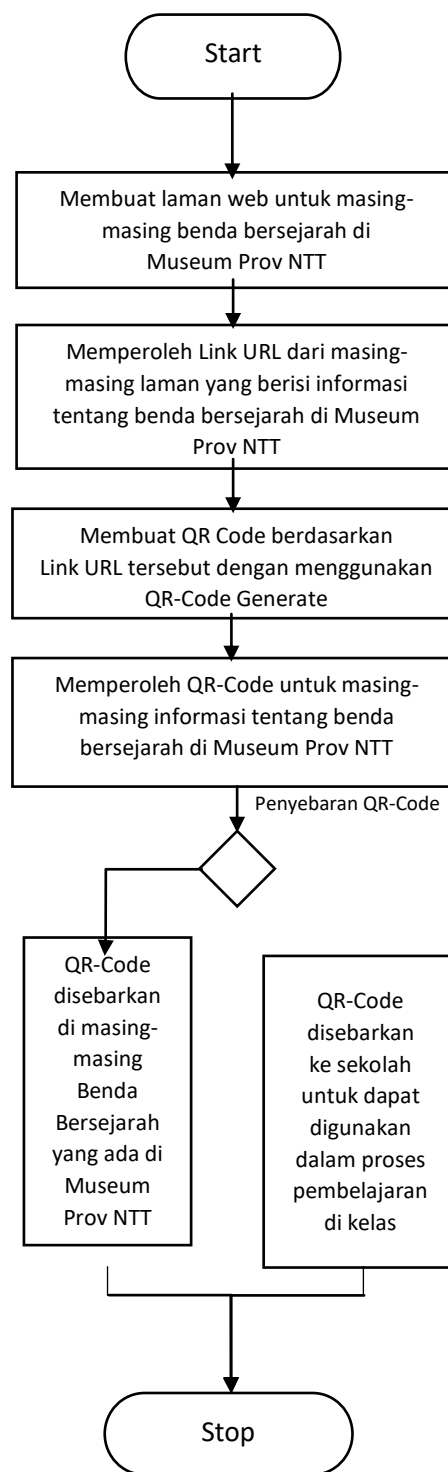 Start
Membuat laman web untuk masing-
masing benda bersejarah di
Museum Prov NTT
Memperoleh Link URL dari masing-
masing laman yang berisi informasi
tentang benda bersejarah di Museum
Prov NTT
Membuat QR Code berdasarkan
Link URL tersebut dengan menggunakan
QR-Code Generate
Memperoleh QR-Code untuk masing-
masing informasi tentang benda
bersejarah di Museum Prov NTT
Penyebaran QR-Code
QR-Code
disebarkan
di masing-
masing
Benda
Bersejarah
yang ada di
Museum
Prov NTT
QR-Code
disebarkan
ke sekolah
untuk dapat
digunakan
dalam proses
pembelajaran
di kelas
Stop